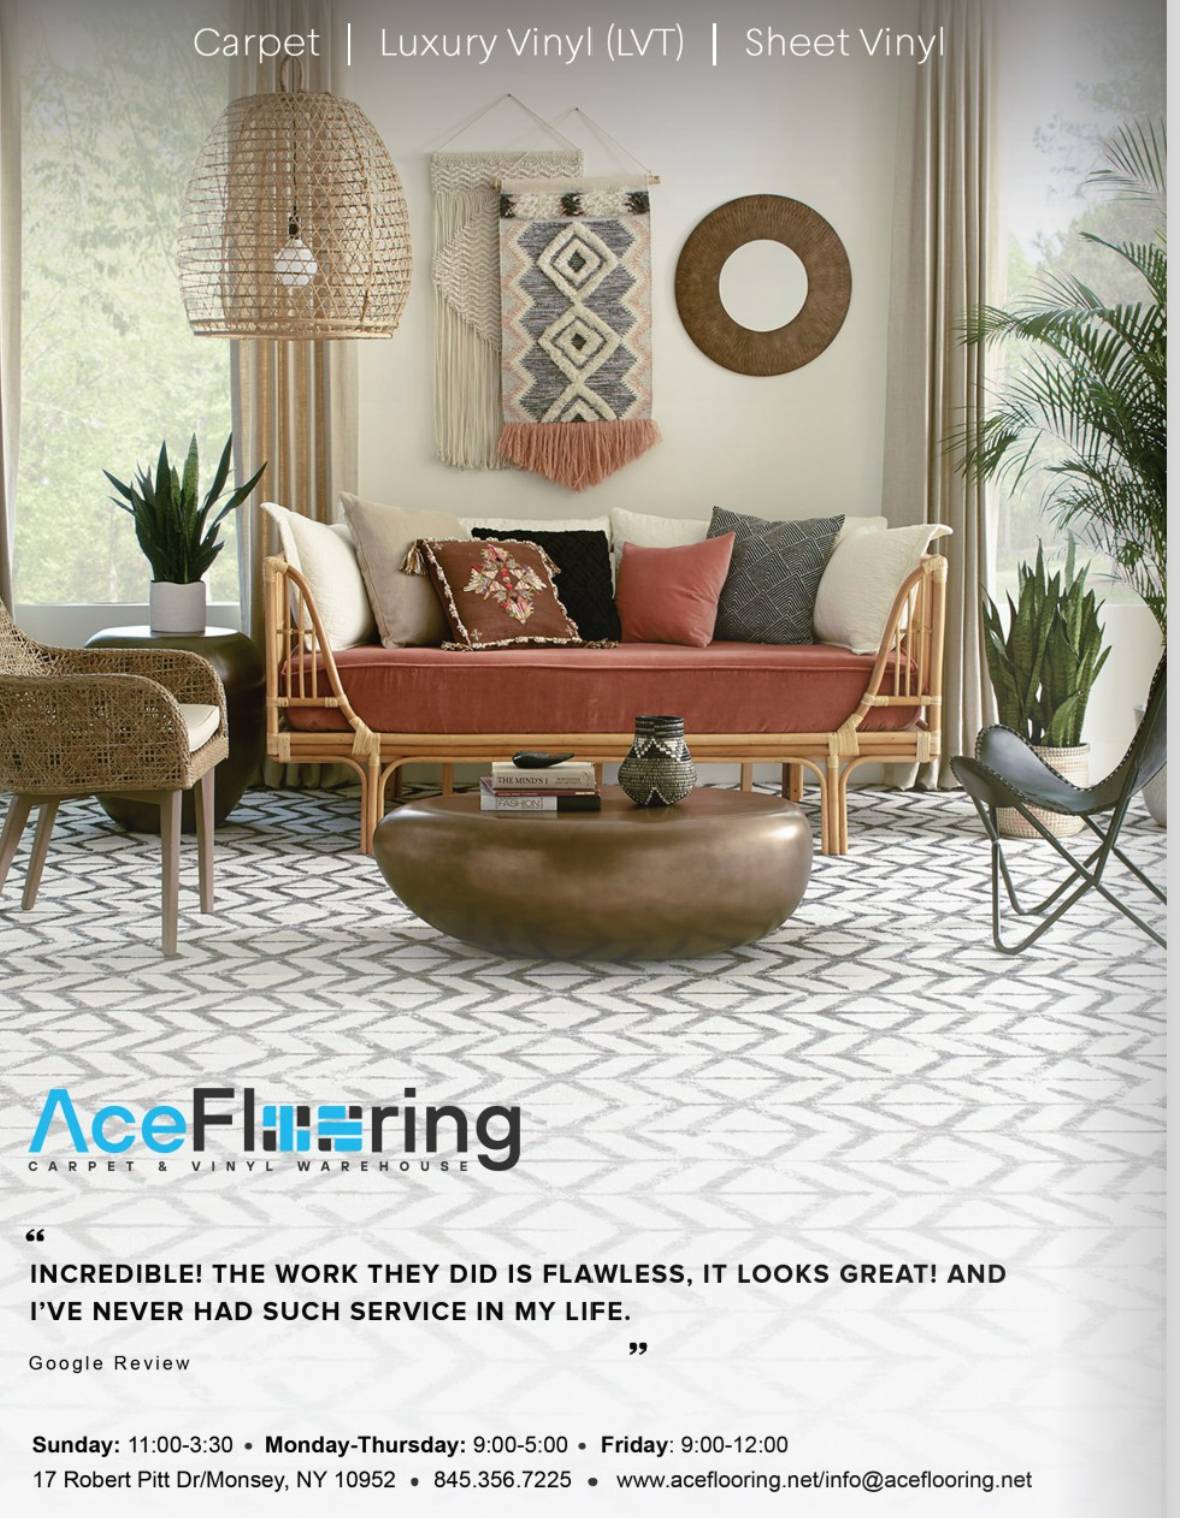 Carpet | Luxury Vinyl (LVT) | Sheet Vinyl
THE MIND'S I
FASHION
AceFlooring
CARPET & VINYL WAREHOUSE
“
INCREDIBLE! THE WORK THEY DID IS FLAWLESS, IT LOOKS GREAT! AND
I’VE NEVER HAD SUCH SERVICE IN MY LIFE.
”
Google Review
Sunday: 11:00-3:30 • Monday-Thursday: 9:00-5:00 • Friday: 9:00-12:00
17 Robert Pitt Dr/Monsey, NY 10952 • 845.356.7225 • www.aceflooring.net/info@aceflooring.net